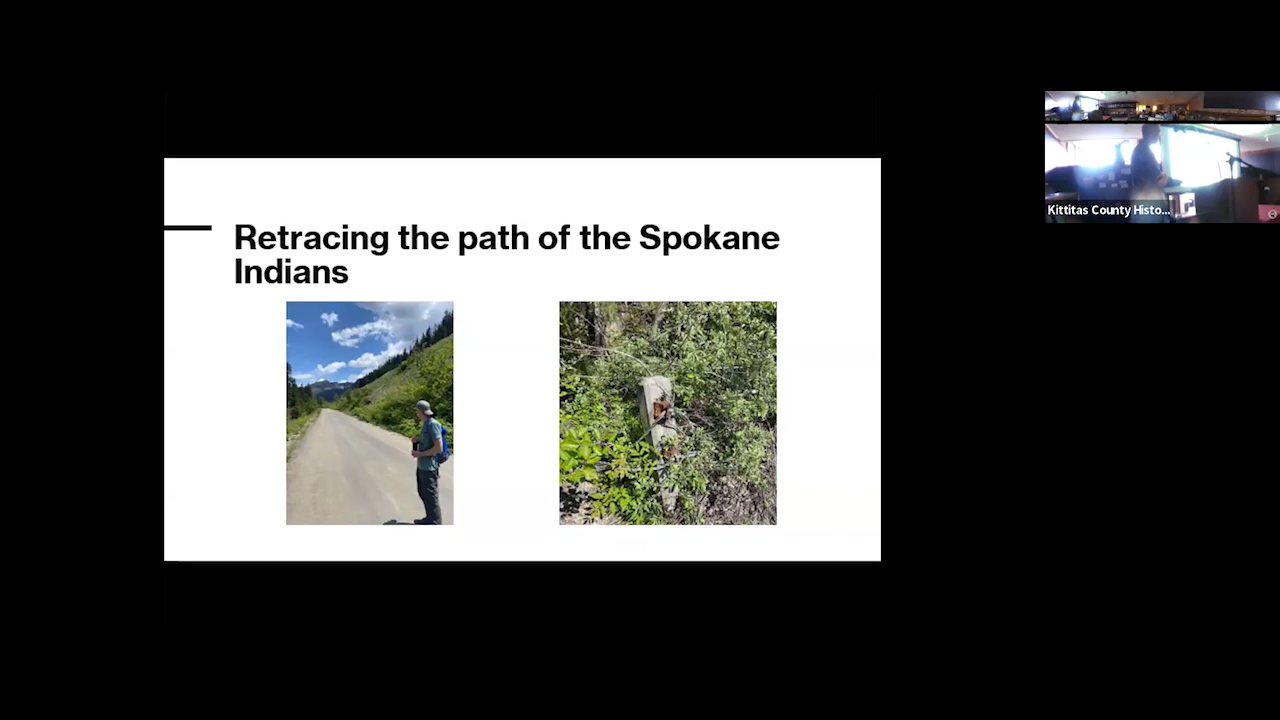 Retracing the path of the Spokane
Indians
Kittitas County Histo...